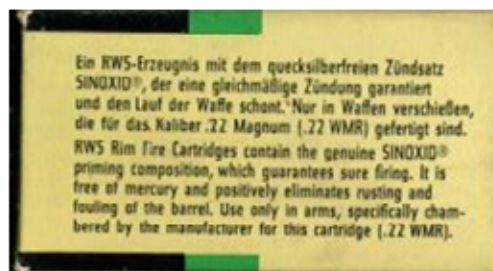 Ein RWS-Erzeugnis mit dem quecksilberfreien Zündsatz
SINOXID®, der eine gleichmäßige Zündung garantiert
und den Lauf der Waffe schont. Nur in Waffen verschießen,
die für das Kaliber .22 Magnum (.22 WMR) gefertigt sind.
RWS Rim Fire Cartridges contain the genuine SINOXID®
priming composition, which guarantees sure firing. It is
free of mercury and positively eliminates rusting and
fouling of the barrel. Use only in arms, specifically cham-
bered by the manufacturer for this cartridge (.22 WMR).